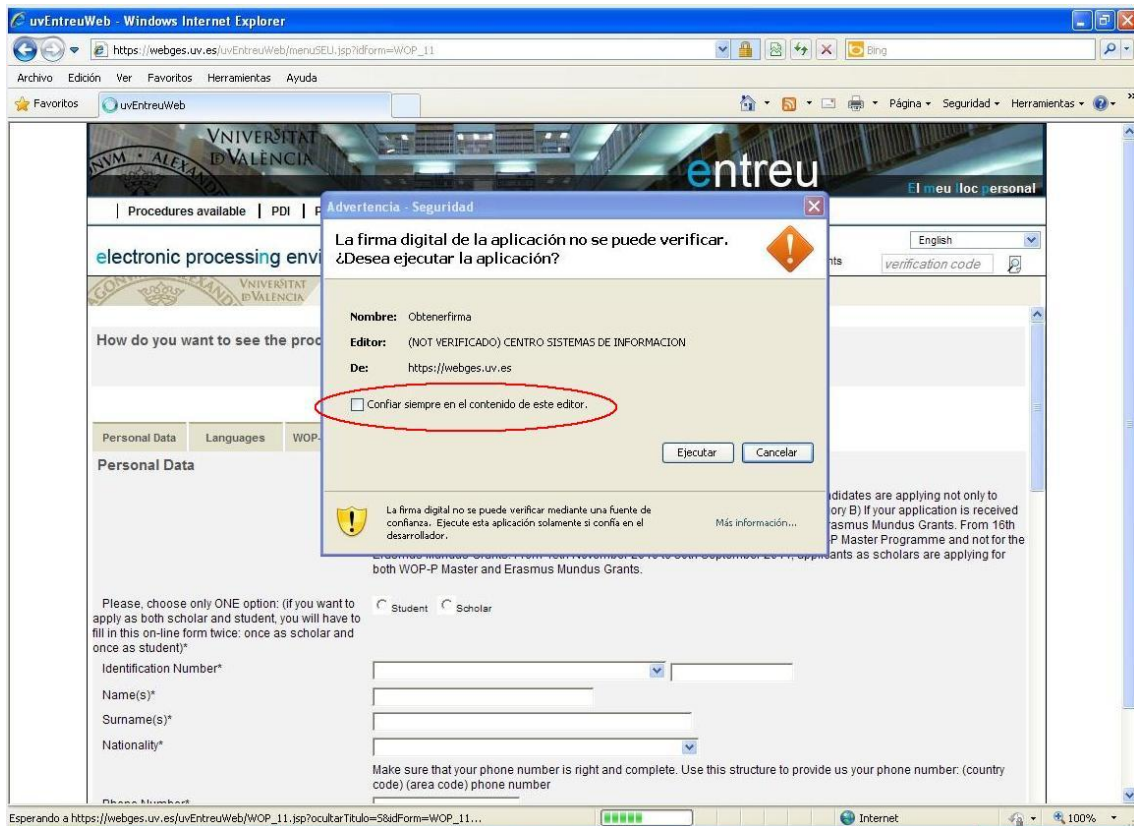 uvEntreuWeb - Windows Internet Explorer
https://webges.uv.es/uvEntreuWeb/menuSEU.jsp?idform=WOP_11
Bing
Archivo Edición Ver Favoritos Herramientas Ayuda
Favoritos uvEntreuWeb Página Seguridad Herramientas
VNIVERSITAT
ID VALÈNCIA
entreu
El meu lloc personal
Procedures available | PDI | P
Advertencia - Seguridad
La firma digital de la aplicación no se puede verificar.
¿Desea ejecutar la aplicación?
English
electronic processing envi
nts
verification code
VNIVERSITAT
ID VALÈNCIA
Nombre: Obtenerfirma
How do you want to see the proc
Editor: (NOT VERIFICADO) CENTRO SISTEMAS DE INFORMACION
De: https://webges.uv.es
Confiar siempre en el contenido de este editor.
Personal Data Languages WOP-
Ejecutar Cancelar
Personal Data
La firma digital no se puede verificar mediante una fuente de
confianza. Ejecute esta aplicación solamente si confía en el
desarrollador.
Más información...
didates are applying not only to
ory B) If your application is received
rasmus Mundus Grants. From 16th
-P Master Programme and not for the
both WOP-P Master and Erasmus Mundus Grants.
Please, choose only ONE option: (if you want to
apply as both scholar and student, you will have to
fill in this on-line form twice: once as scholar and
once as student)*
Student Scholar
Identification Number*
Name(s)*
Surname(s)*
Nationality*
Make sure that your phone number is right and complete. Use this structure to provide us your phone number: (country
code) (area code) phone number
Phone Number*
Esperando a https://webges.uv.es/uvEntreuWeb/WOP_11.jsp?ocultarTitulo=S&idForm=WOP_11... Internet 100%